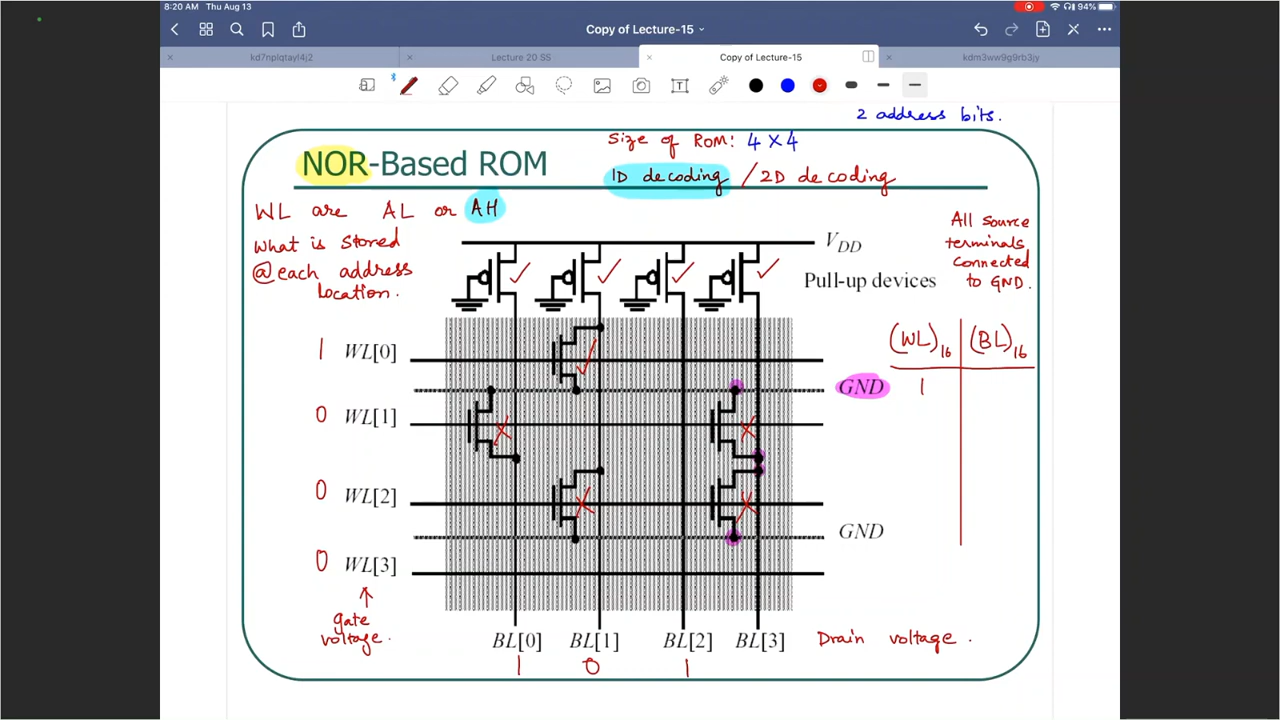 8:20 AM Thu Aug 13
94%
Copy of Lecture-15
kd7nplqtayl4j2
Lecture 20 SS
Copy of Lecture-15
kdm3ww9g9rb3jy
2 address bits.
Size of ROM: 4 X 4
NOR-Based ROM
1D decoding / 2D decoding
WL are AL or AH
What is stored
@ each address
location.
All source
terminals
connected
to GND.
VDD
Pull-up devices
(WL)16 (BL)16
1 WL[0]
GND
1
0 WL[1]
0 WL[2]
GND
0 WL[3]
gate
voltage.
BL[0] BL[1] BL[2] BL[3] Drain voltage.
1 0 1